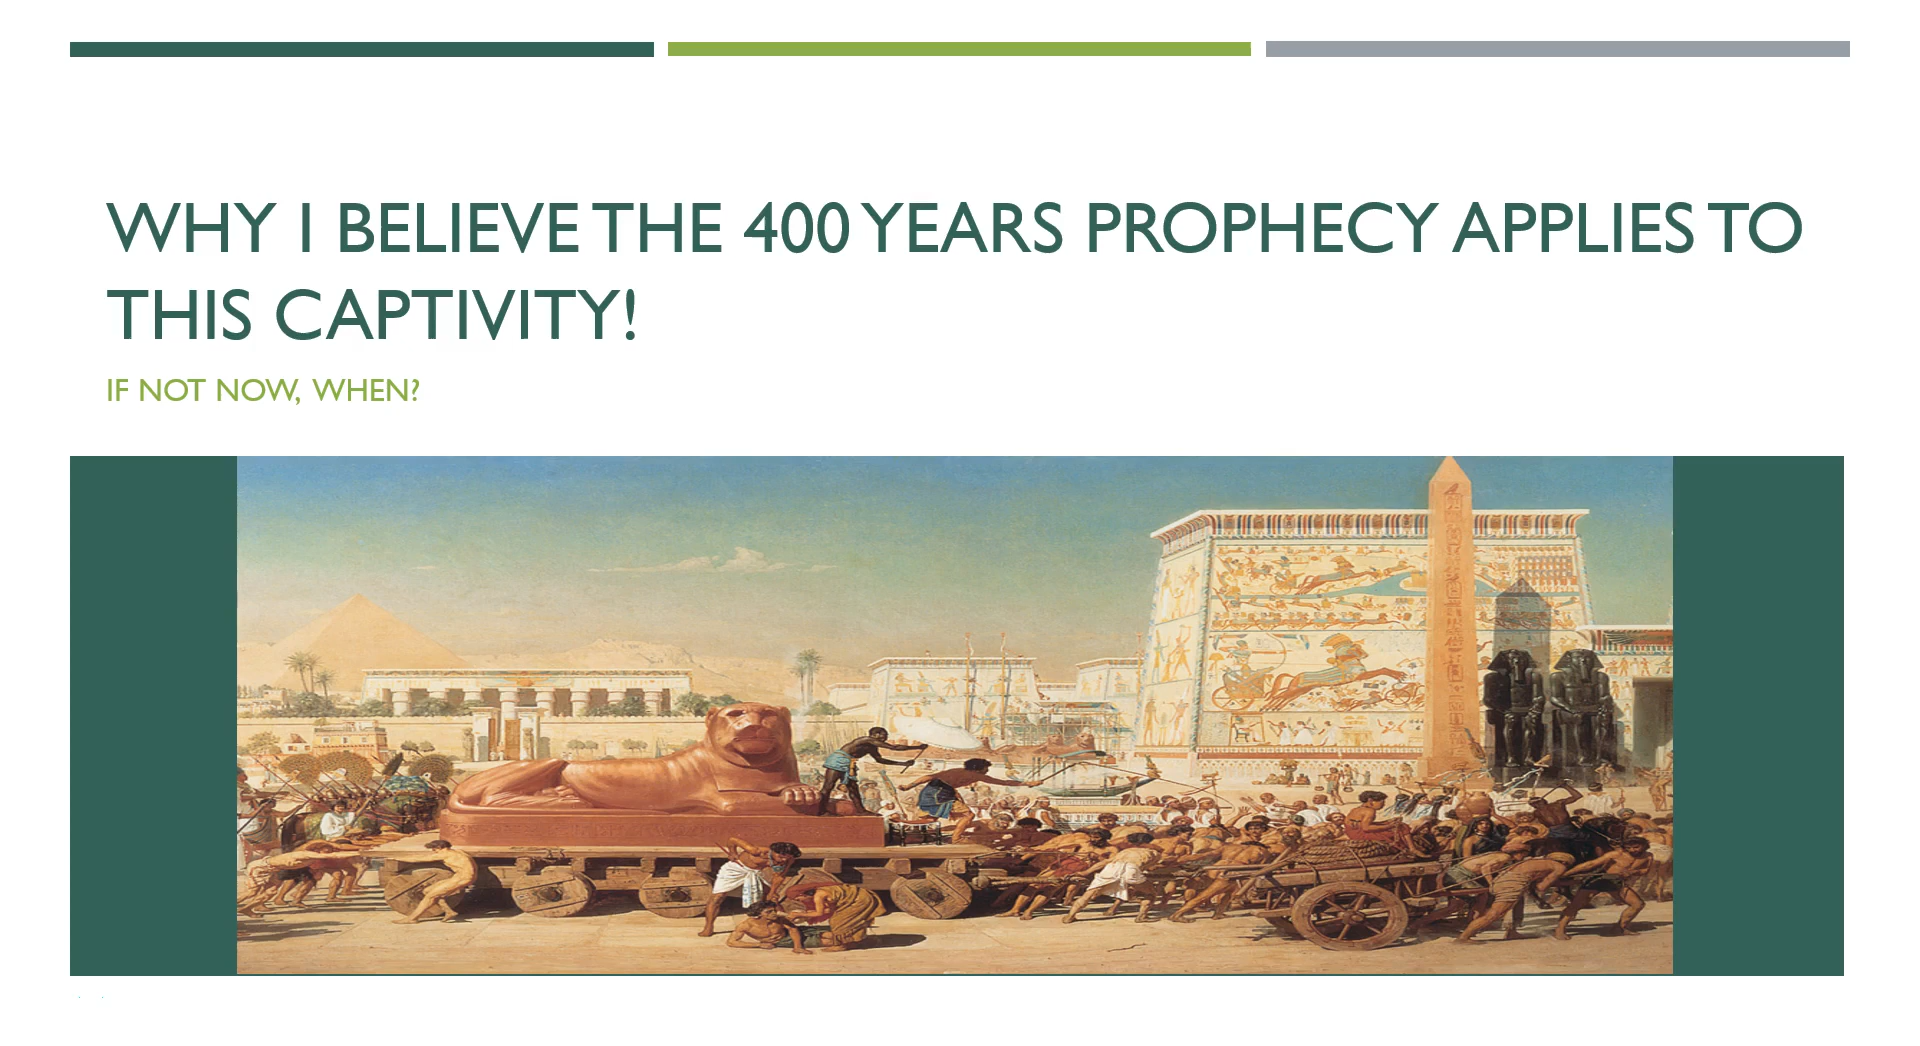 WHY I BELIEVE THE 400 YEARS PROPHECY APPLIES TO
THIS CAPTIVITY!
IF NOT NOW, WHEN?